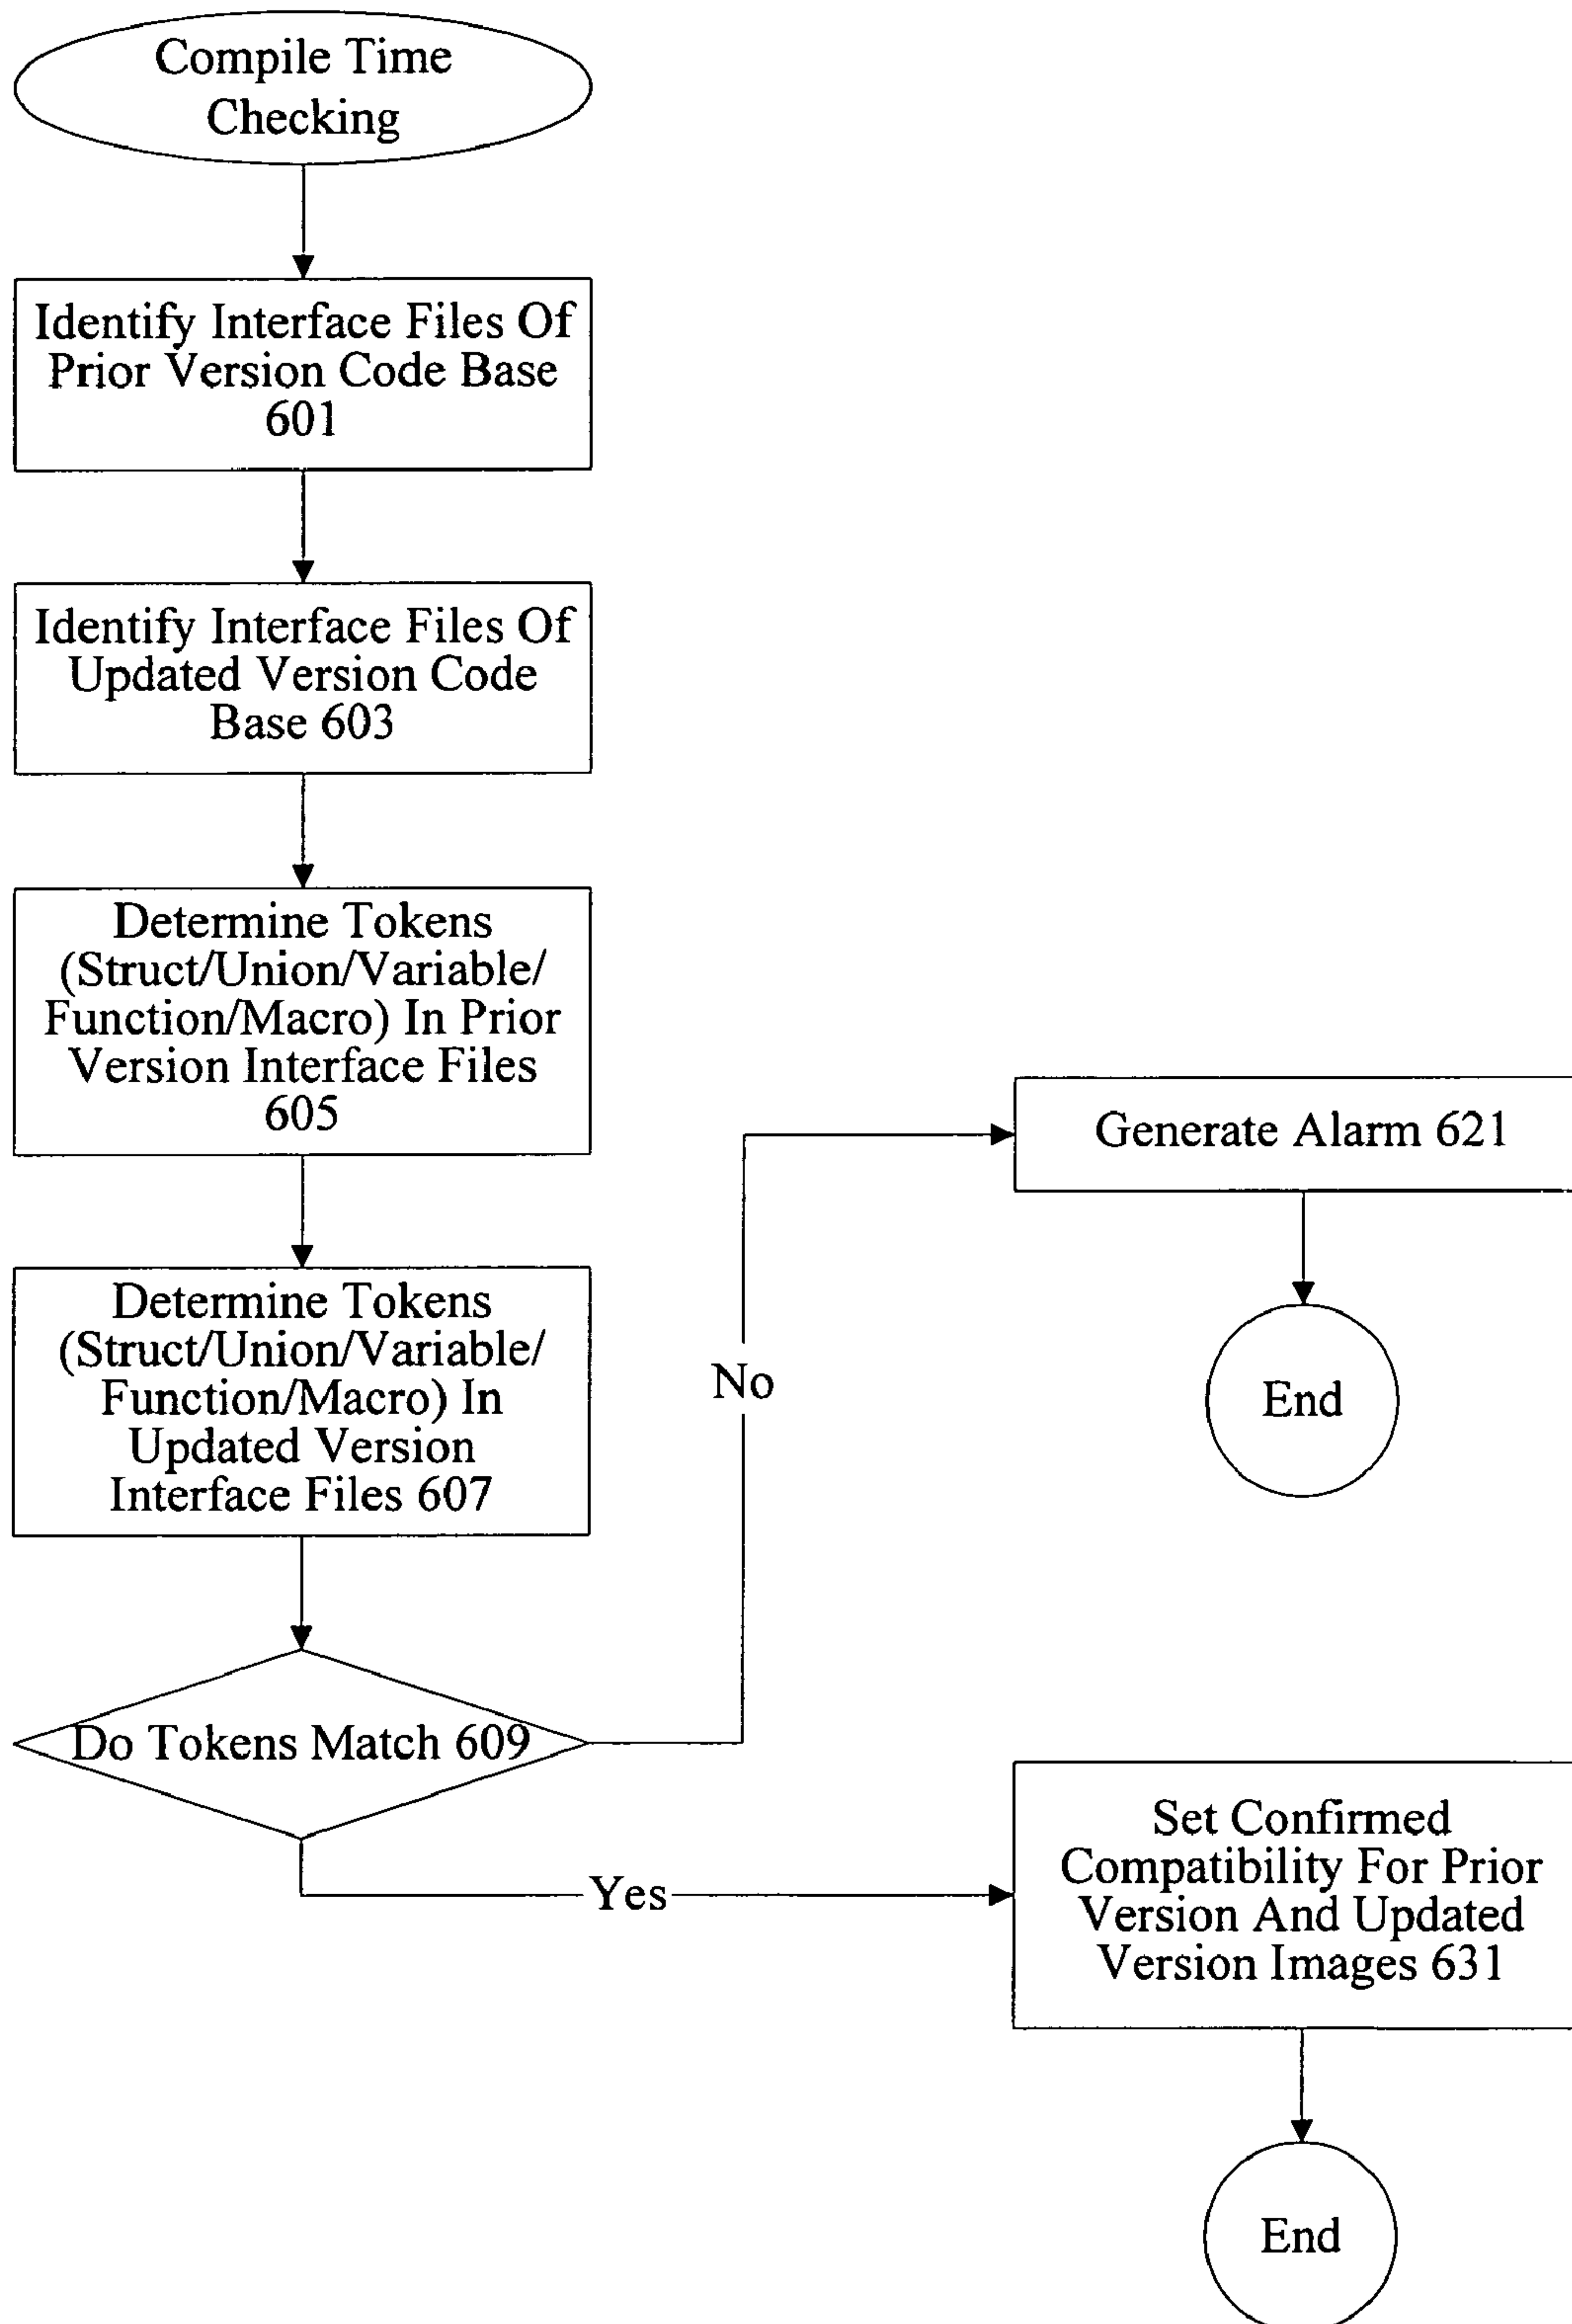 Compile Time
Checking
Identify Interface Files Of
Prior Version Code Base
601
Identify Interface Files Of
Updated Version Code
Base 603
Determine Tokens
(Struct/Union/Variable/
Function/Macro) In Prior
Version Interface Files
605
Determine Tokens
(Struct/Union/Variable/
Function/Macro) In
Updated Version
Interface Files 607
Do Tokens Match 609
No
Generate Alarm 621
End
Yes
Set Confirmed
Compatibility For Prior
Version And Updated
Version Images 631
End